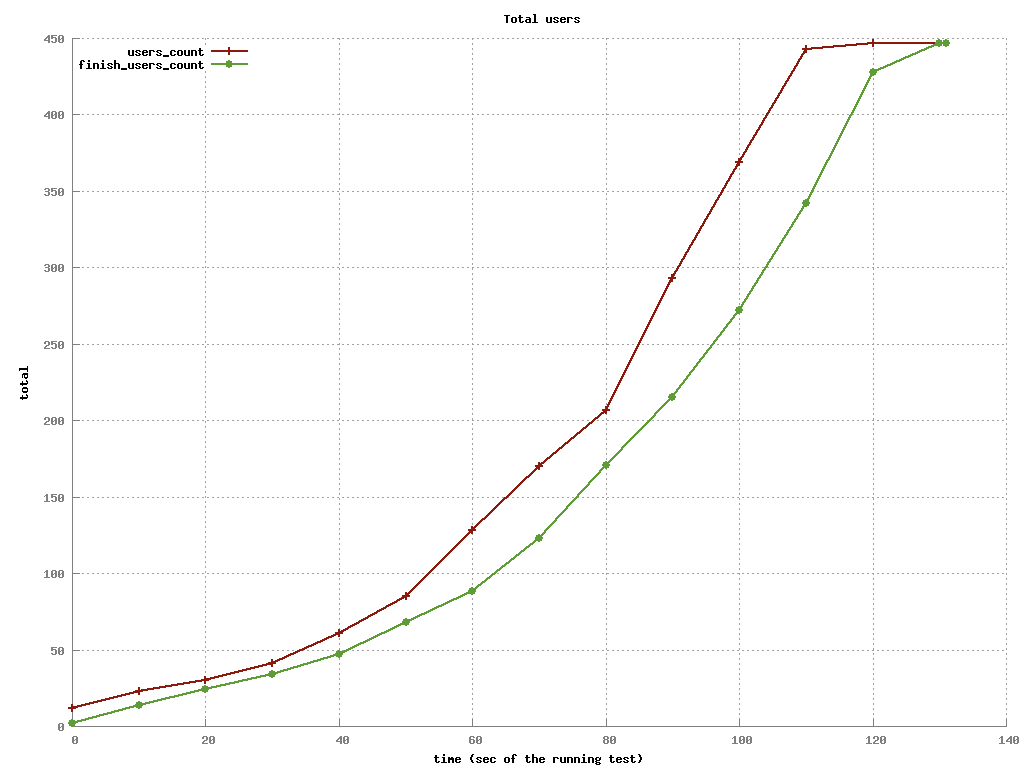 Total users
users_count
finish_users_count
450
400
350
300
250
200
150
100
50
0
total
0 20 40 60 80 100 120 140
time (sec of the running test)